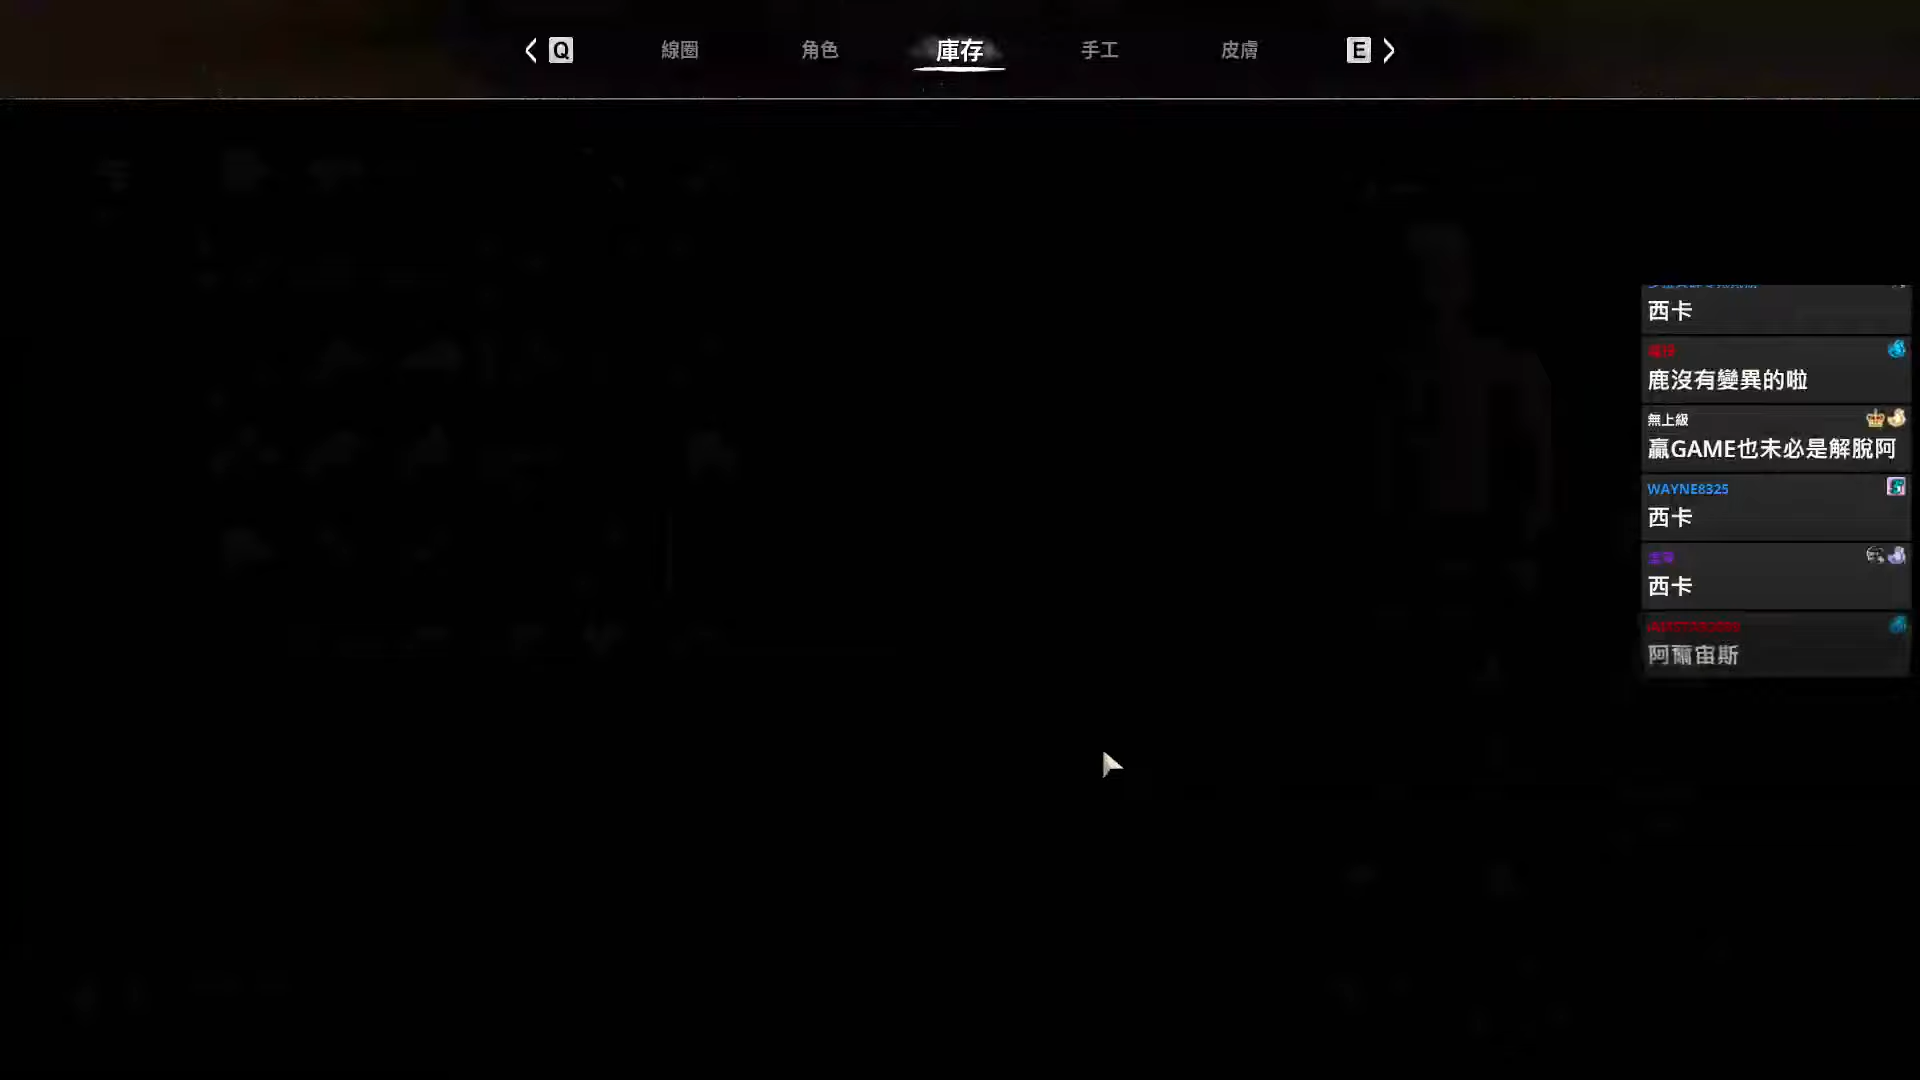 Q
線圈
角色
庫存
手工
皮膚
E
西卡
鹿沒有變異的啦
無上級
贏GAME也未必是解脫阿
WAYNE8325
西卡
西卡
阿爾宙斯